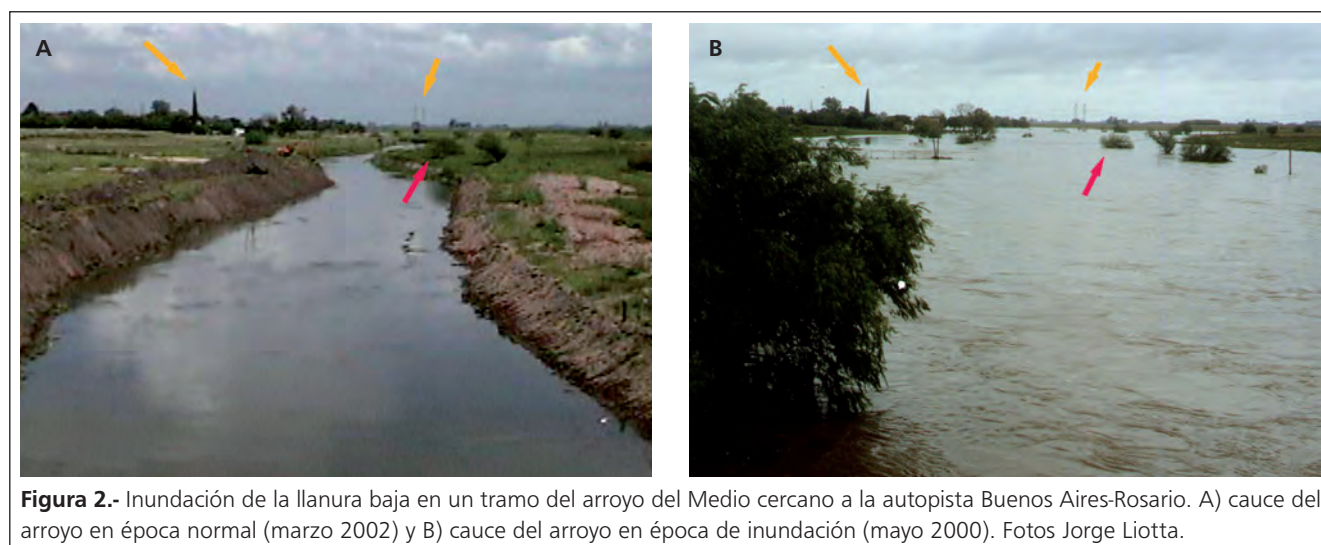 A
B
Figura 2.- Inundación de la llanura baja en un tramo del arroyo del Medio cercano a la autopista Buenos Aires-Rosario. A) cauce del
arroyo en época normal (marzo 2002) y B) cauce del arroyo en época de inundación (mayo 2000). Fotos Jorge Liotta.